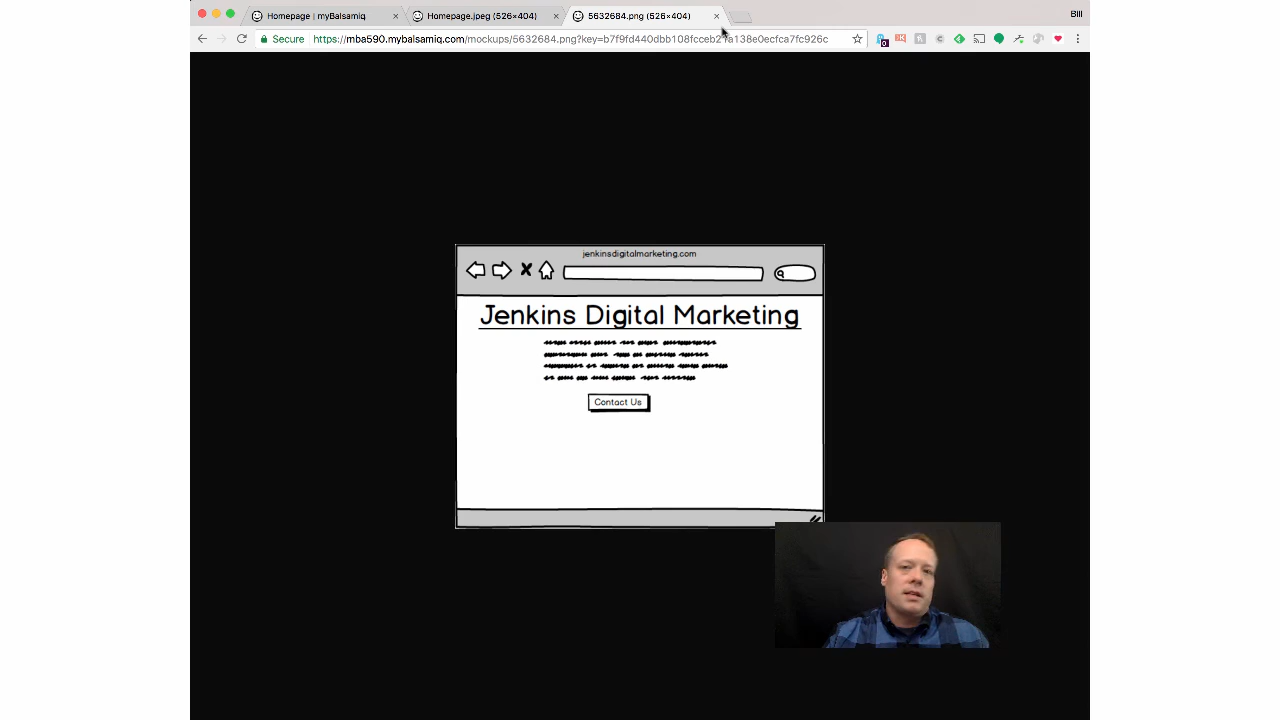 Homepage | myBalsamiq
Homepage.jpeg (526×404)
5632684.png (526×404)
Bill
Secure
https://mba590.mybalsamiq.com/mockups/5632684.png?key=
0
jenkinsdigitalmarketing.com
Jenkins Digital Marketing
Contact Us